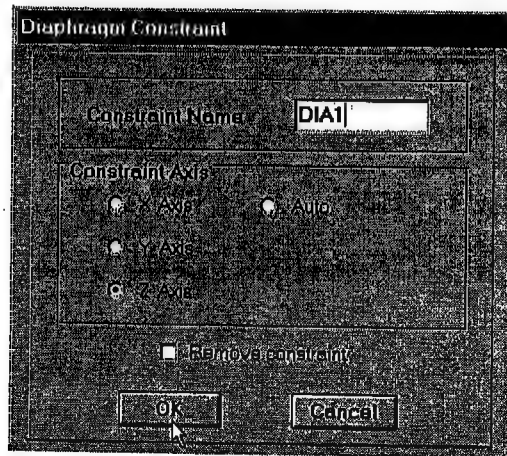 Diaphragm Constraint
Constraint Name
DIA1
Constraint Axis
X Axis
Auto
Y Axis
Z Axis
Remove constraint
OK
Cancel